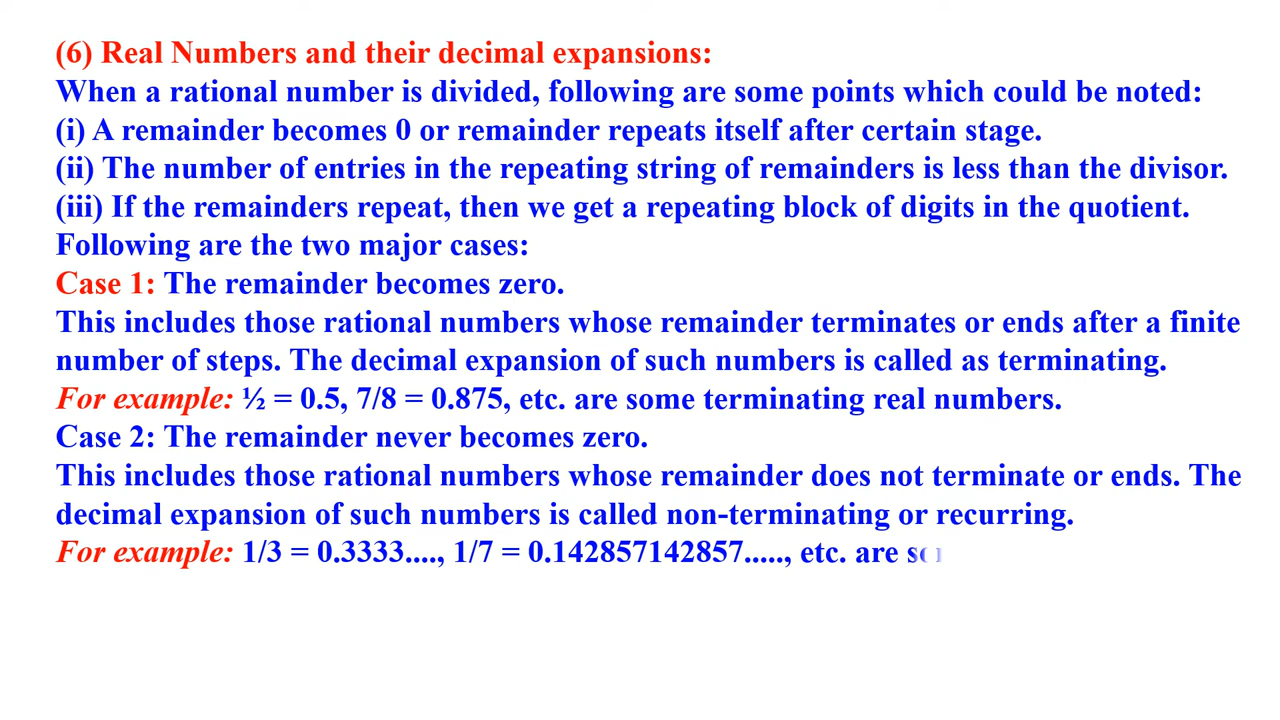 (6) Real Numbers and their decimal expansions:
When a rational number is divided, following are some points which could be noted:
(i) A remainder becomes 0 or remainder repeats itself after certain stage.
(ii) The number of entries in the repeating string of remainders is less than the divisor.
(iii) If the remainders repeat, then we get a repeating block of digits in the quotient.
Following are the two major cases:
Case 1: The remainder becomes zero.
This includes those rational numbers whose remainder terminates or ends after a finite
number of steps. The decimal expansion of such numbers is called as terminating.
For example: ½ = 0.5, 7/8 = 0.875, etc. are some terminating real numbers.
Case 2: The remainder never becomes zero.
This includes those rational numbers whose remainder does not terminate or ends. The
decimal expansion of such numbers is called non-terminating or recurring.
For example: 1/3 = 0.3333...., 1/7 = 0.142857142857....., etc. are